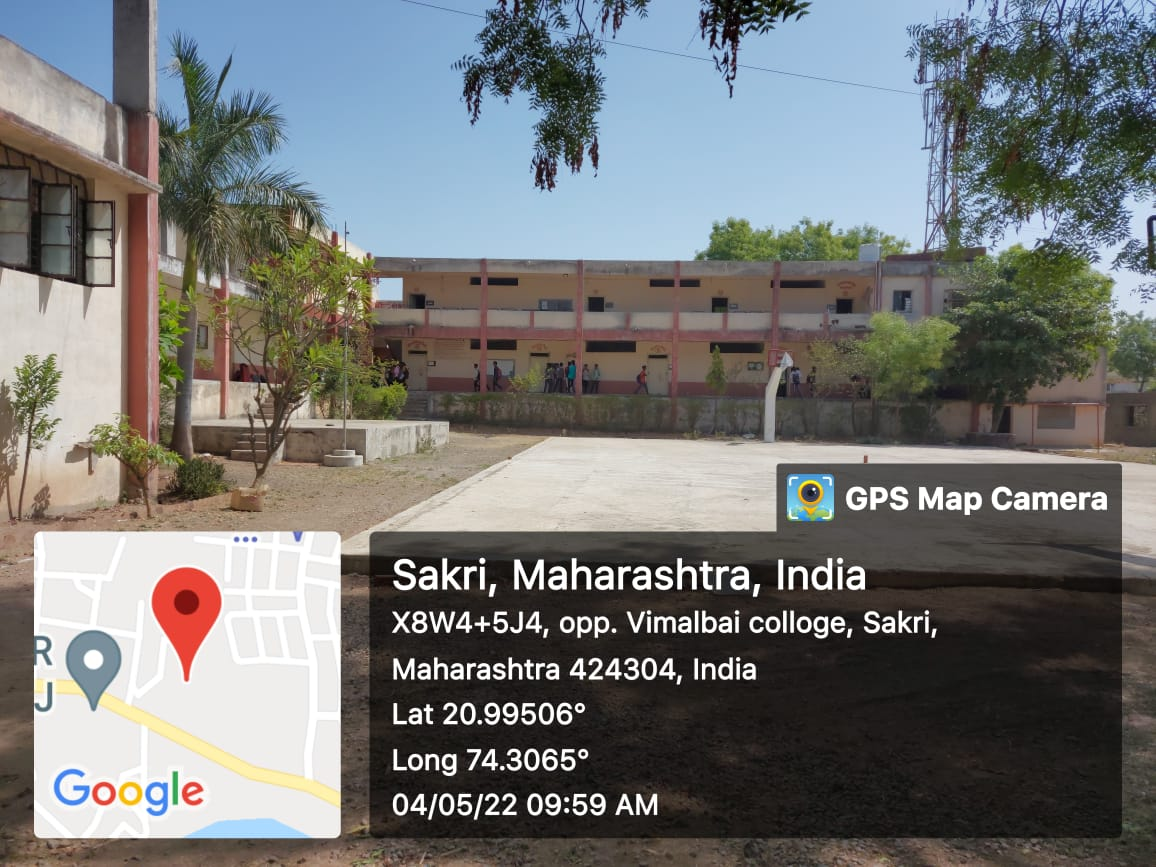 GPS Map Camera
Sakri, Maharashtra, India
X8W4+5J4, opp. Vimalbai colloge, Sakri,
Maharashtra 424304, India
Lat 20.99506°
Long 74.3065°
04/05/22 09:59 AM
R
J
Google